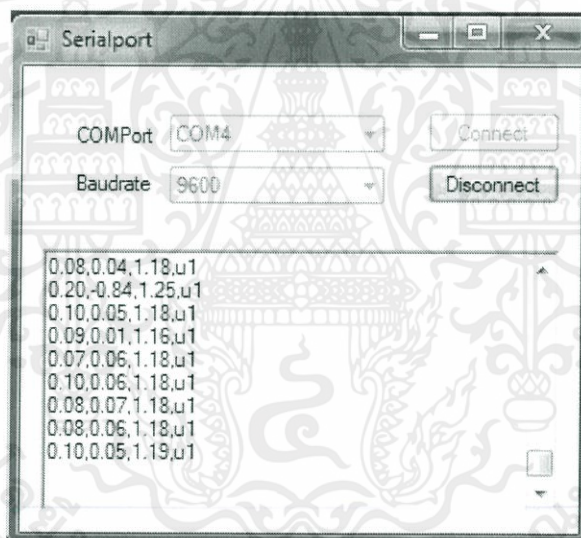 Serialport
COMPort COM4 Connect
Baudrate 9600 Disconnect
0.08,0.04,1.18,u1
0.20,-0.84,1.25,u1
0.10,0.05,1.18,u1
0.09,0.01,1.16,u1
0.07,0.06,1.18,u1
0.10,0.06,1.18,u1
0.08,0.07,1.18,u1
0.08,0.06,1.18,u1
0.10,0.05,1.19,u1